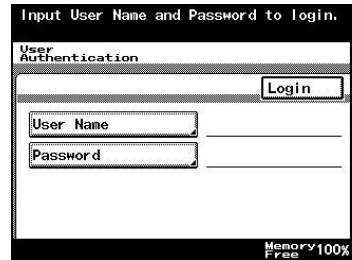 Input User Name and Password to login.
User
Authentication
Login
User Name
Password
Memory
Free 100%